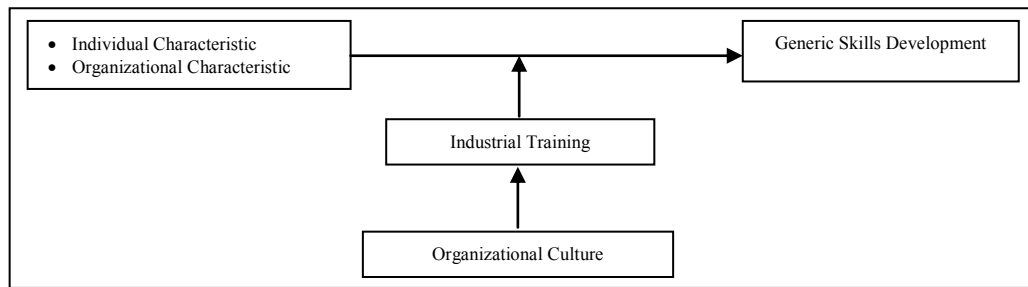 • Individual Characteristic
• Organizational Characteristic
Generic Skills Development
Industrial Training
Organizational Culture